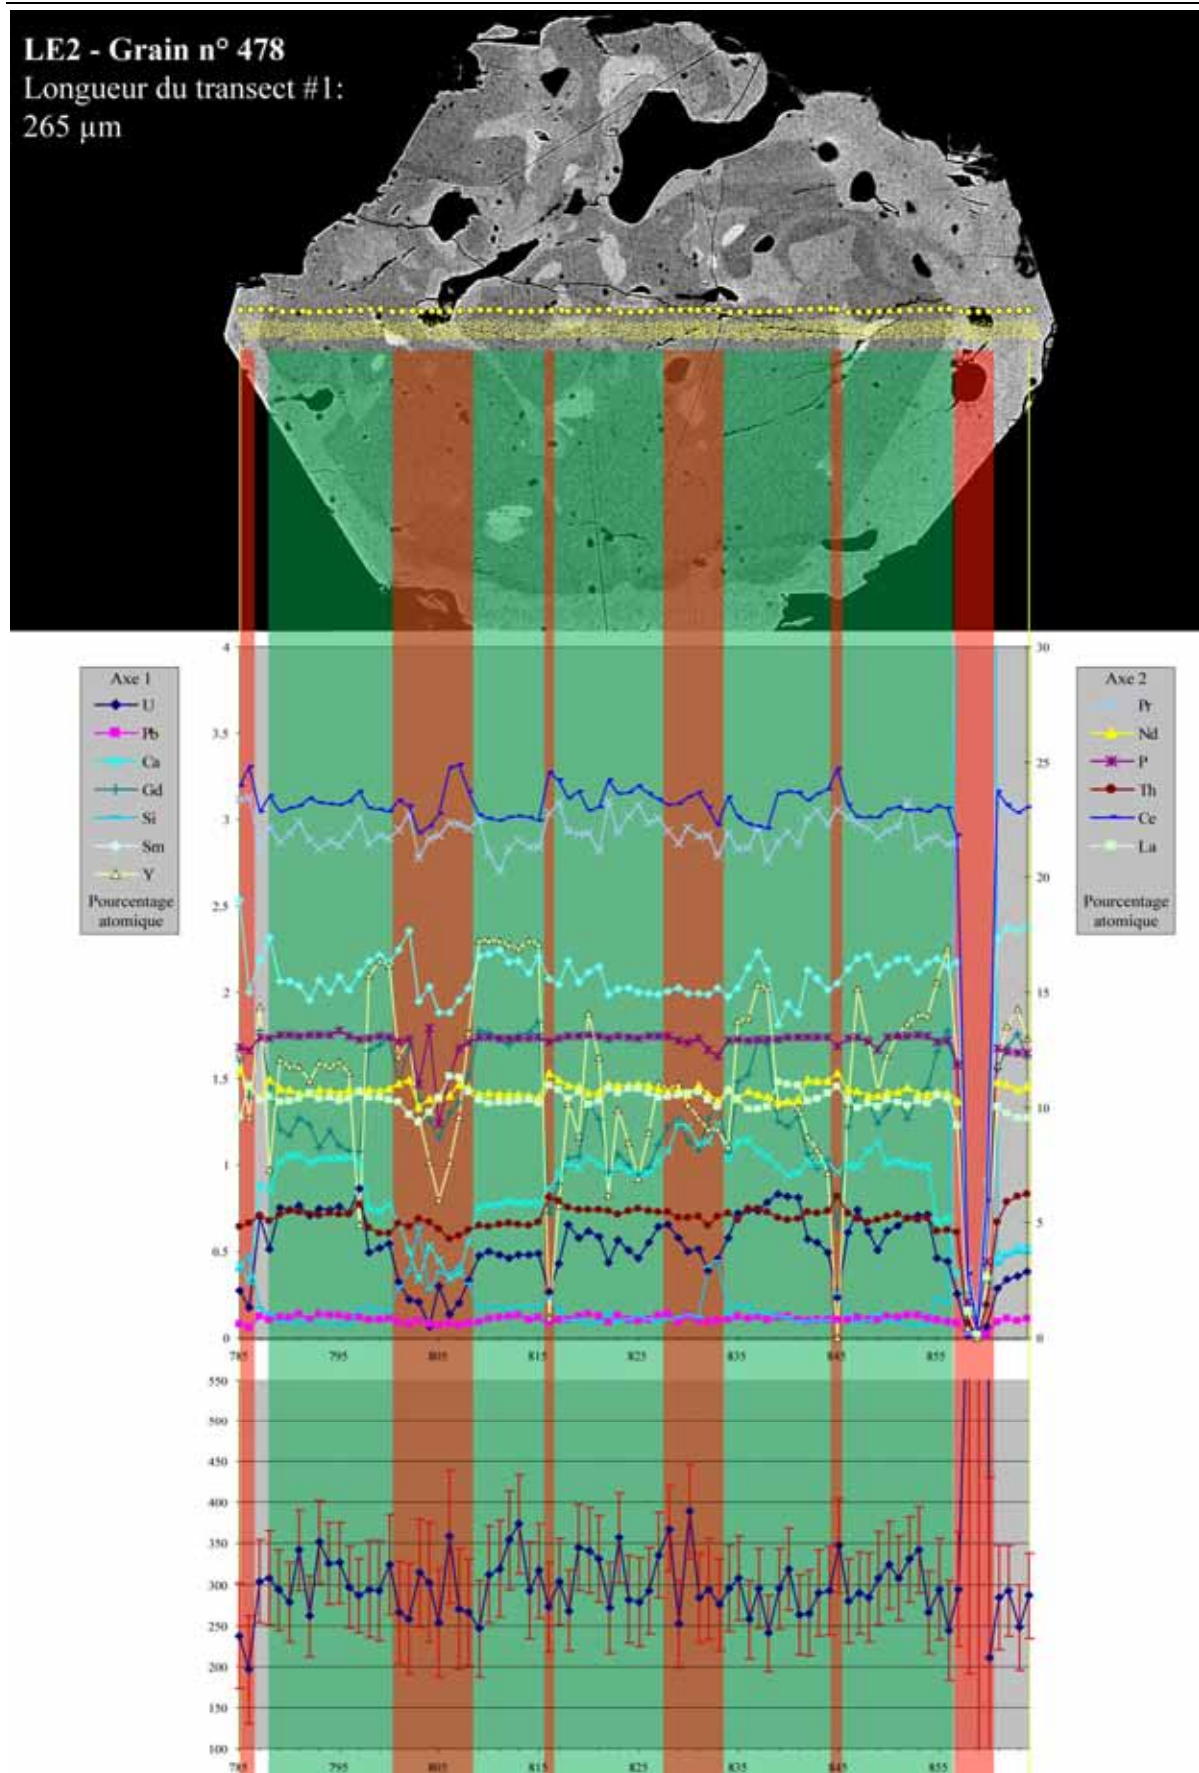 LE2 - Grain n° 478
Longueur du transect #1:
265 µm
4
3.5
3
2.5
2
1.5
1
0.5
0
30
25
20
15
10
5
0
Axe 1
U
Pb
Ca
Gd
Si
Sm
Y
Pourcentage
atomique
Axe 2
Pr
Nd
P
Th
Ce
La
Pourcentage
atomique
785 795 805 815 825 835 845 855
550
500
450
400
350
300
250
200
150
100
785 795 805 815 825 835 845 855